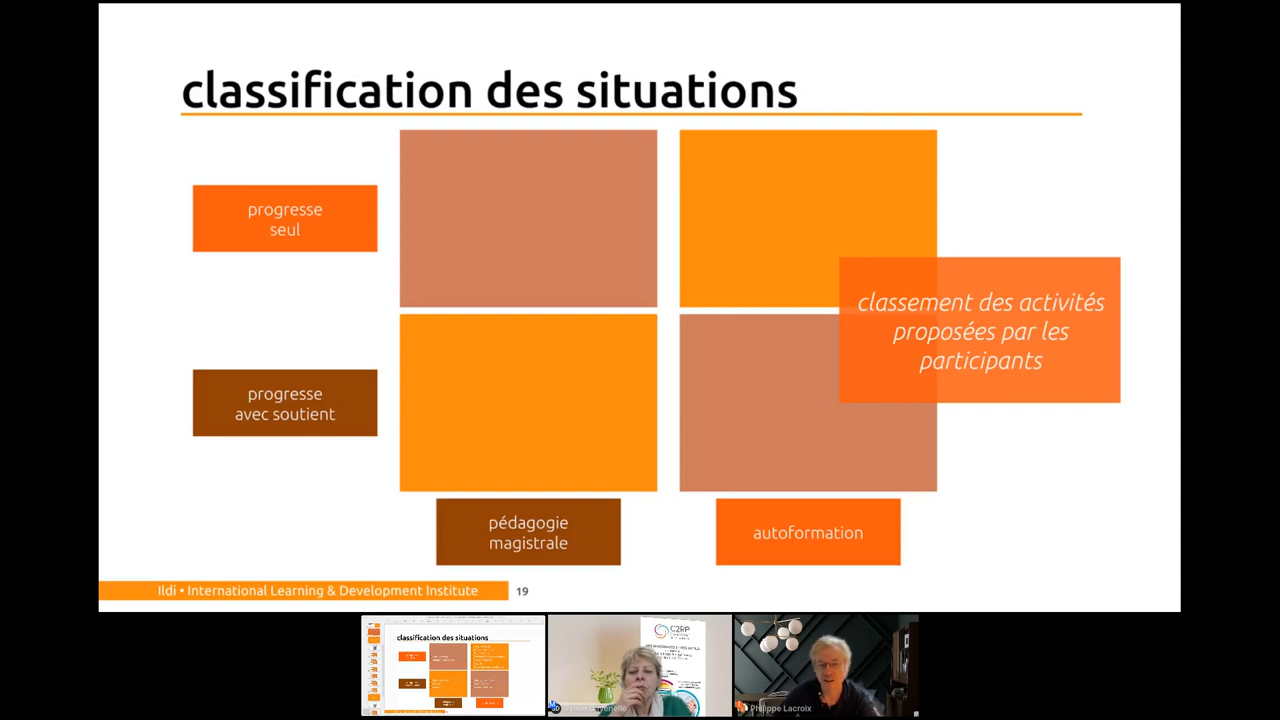 classification des situations
progresse
seul
classement des activités
proposées par les
participants
progresse
avec soutient
pédagogie
magistrale
autoformation
Ildi • International Learning & Development Institute
19
classification des situations
C2RP
Philippe Lacroix